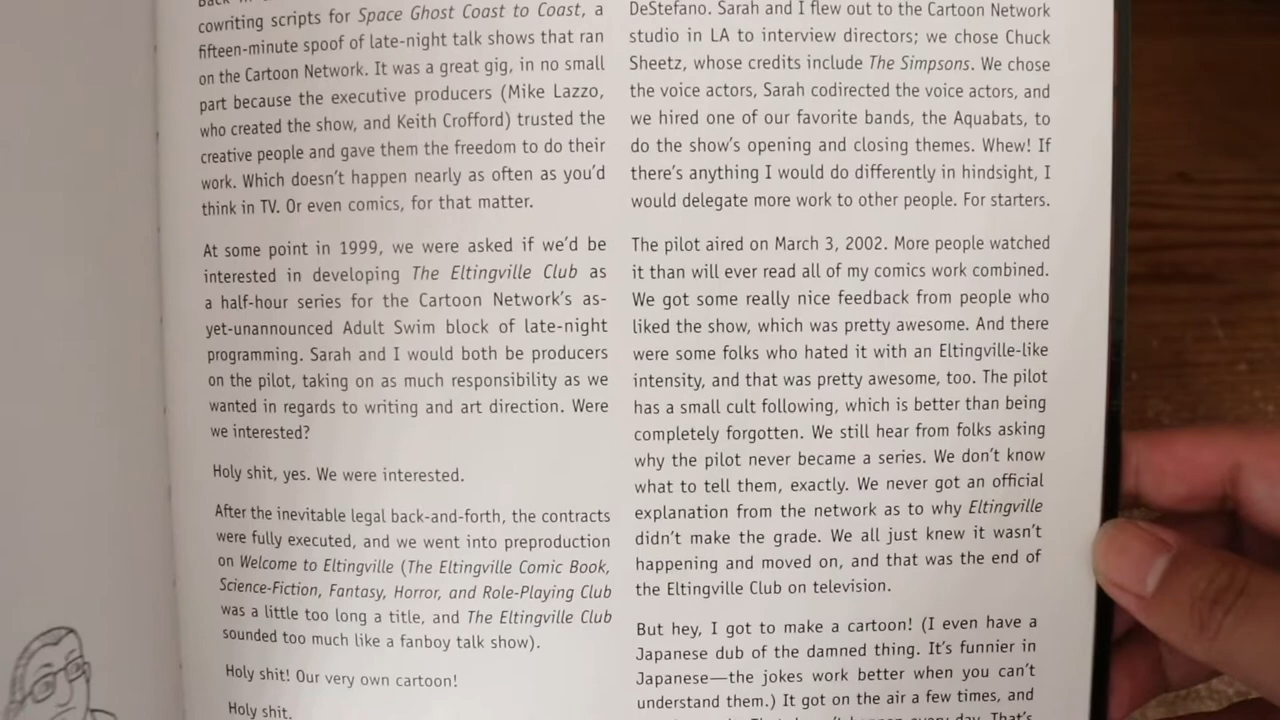 cowriting scripts for Space Ghost Coast to Coast, a
fifteen-minute spoof of late-night talk shows that ran
on the Cartoon Network. It was a great gig, in no small
part because the executive producers (Mike Lazzo,
who created the show, and Keith Crofford) trusted the
creative people and gave them the freedom to do their
work. Which doesn't happen nearly as often as you'd
think in TV. Or even comics, for that matter.
At some point in 1999, we were asked if we'd be
interested in developing The Eltingville Club as
a half-hour series for the Cartoon Network's as-
yet-unannounced Adult Swim block of late-night
programming. Sarah and I would both be producers
on the pilot, taking on as much responsibility as we
wanted in regards to writing and art direction. Were
we interested?
Holy shit, yes. We were interested.
After the inevitable legal back-and-forth, the contracts
were fully executed, and we went into preproduction
on Welcome to Eltingville (The Eltingville Comic Book,
Science-Fiction, Fantasy, Horror, and Role-Playing Club
was a little too long a title, and The Eltingville Club
sounded too much like a fanboy talk show).
Holy shit! Our very own cartoon!
Holy shit.
DeStefano. Sarah and I flew out to the Cartoon Network
studio in LA to interview directors; we chose Chuck
Sheetz, whose credits include The Simpsons. We chose
the voice actors, Sarah codirected the voice actors, and
we hired one of our favorite bands, the Aquabats, to
do the show's opening and closing themes. Whew! If
there's anything I would do differently in hindsight, I
would delegate more work to other people. For starters.
The pilot aired on March 3, 2002. More people watched
it than will ever read all of my comics work combined.
We got some really nice feedback from people who
liked the show, which was pretty awesome. And there
were some folks who hated it with an Eltingville-like
intensity, and that was pretty awesome, too. The pilot
has a small cult following, which is better than being
completely forgotten. We still hear from folks asking
why the pilot never became a series. We don't know
what to tell them, exactly. We never got an official
explanation from the network as to why Eltingville
didn't make the grade. We all just knew it wasn't
happening and moved on, and that was the end of
the Eltingville Club on television.
But hey, I got to make a cartoon! (I even have a
Japanese dub of the damned thing. It's funnier in
Japanese—the jokes work better when you can't
understand them.) It got on the air a few times, and